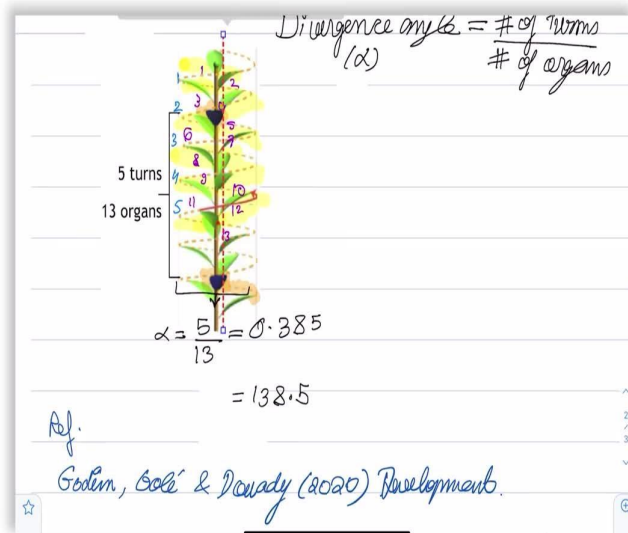 Divergence angle = # of Turns
(α) # of organs
1 1
2
2 3
5
3 6 7
8
5 turns 4 9
10
13 organs 5 11 12
13
α = 5/13 = 0.385
= 138.5
Ref.
Godin, Golé & Douady (2020) Development.